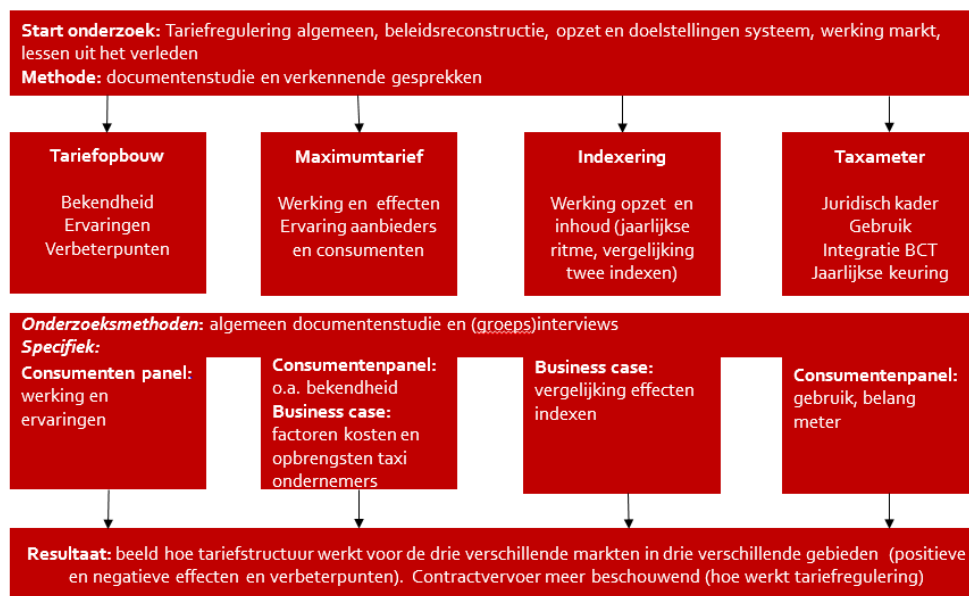 Start onderzoek: Tariefregulering algemeen, beleidsreconstructie, opzet en doelstellingen systeem, werking markt,
lessen uit het verleden
Methode: documentenstudie en verkennende gesprekken
Tariefopbouw
Bekendheid
Ervaringen
Verbeterpunten
Maximumtarief
Werking en effecten
Ervaring aanbieders
en consumenten
Indexering
Werking opzet en
inhoud (jaarlijkse
ritme, vergelijking
twee indexen)
Taxameter
Juridisch kader
Gebruik
Integratie BCT
Jaarlijkse keuring
Onderzoeksmethoden: algemeen documentenstudie en (groeps)interviews
Specifiek:
Consumenten panel:
werking en
ervaringen
Consumentenpanel:
o.a. bekendheid
Business case:
factoren kosten en
opbrengsten taxi
ondernemers
Business case:
vergelijking effecten
indexen
Consumentenpanel:
gebruik, belang
meter
Resultaat: beeld hoe tariefstructuur werkt voor de drie verschillende markten in drie verschillende gebieden (positieve
en negatieve effecten en verbeterpunten). Contractvervoer meer beschouwend (hoe werkt tariefregulering)